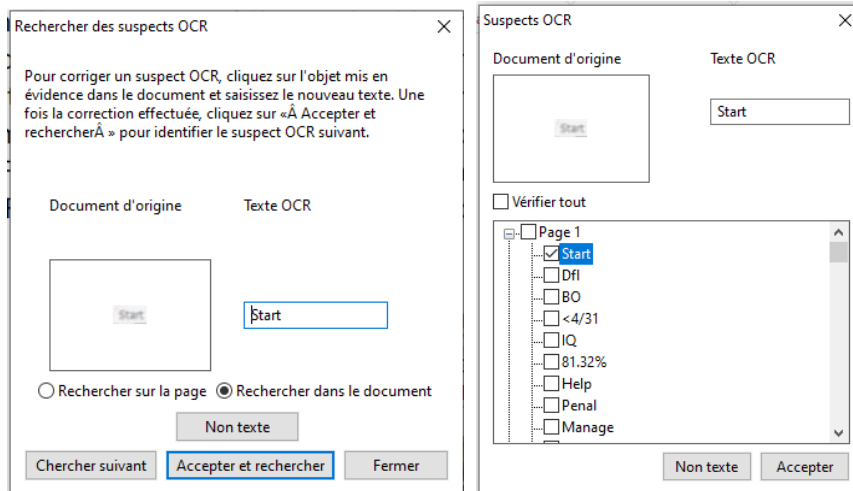 Rechercher des suspects OCR
Pour corriger un suspect OCR, cliquez sur l'objet mis en
évidence dans le document et saisissez le nouveau texte. Une
fois la correction effectuée, cliquez sur «Â Accepter et
rechercherÂ » pour identifier le suspect OCR suivant.
Document d'origine
Texte OCR
Start
Start
Rechercher sur la page
Rechercher dans le document
Non texte
Chercher suivant
Accepter et rechercher
Fermer
Suspects OCR
Document d'origine
Texte OCR
Start
Start
Vérifier tout
Page 1
Start
Dfl
BO
<4/31
IQ
81.32%
Help
Penal
Manage
Non texte
Accepter